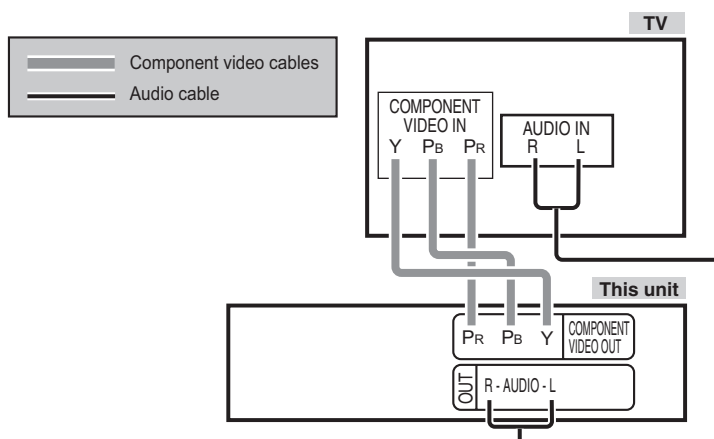 TV
Component video cables
Audio cable
COMPONENT
VIDEO IN
Y PB PR
AUDIO IN
R L
This unit
PR PB Y
COMPONENT
VIDEO OUT
OUT
R - AUDIO - L